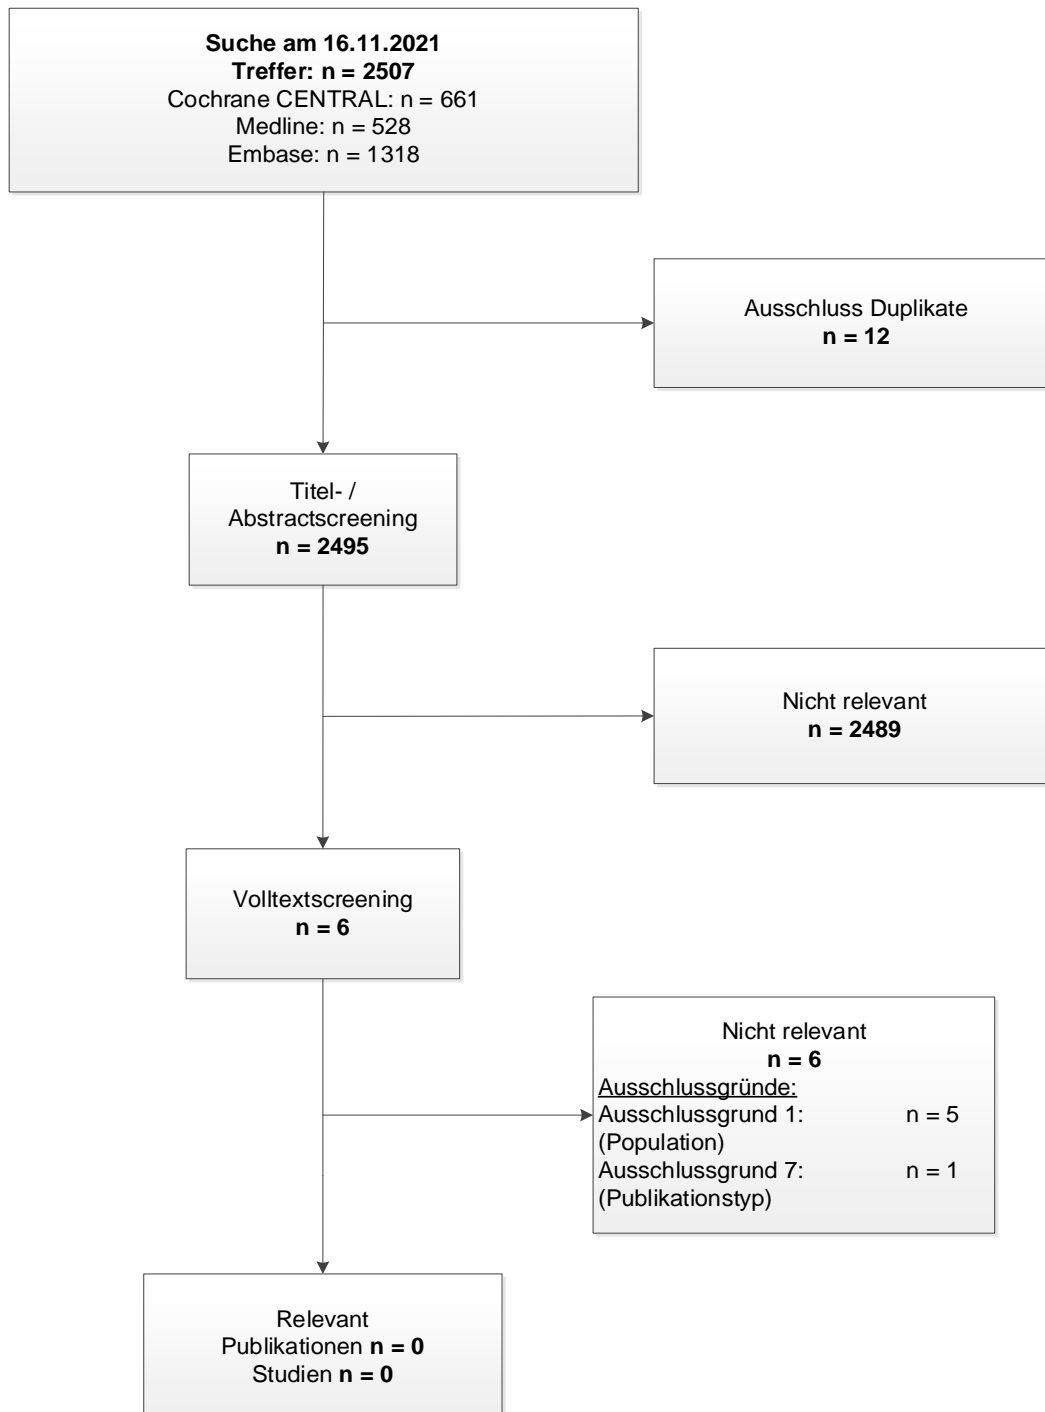 Suche am 16.11.2021
Treffer: n = 2507
Cochrane CENTRAL: n = 661
Medline: n = 528
Embase: n = 1318
Ausschluss Duplikate
n = 12
Titel- /
Abstractscreening
n = 2495
Nicht relevant
n = 2489
Volltextscreening
n = 6
Nicht relevant
n = 6
Ausschlussgründe:
Ausschlussgrund 1: n = 5
(Population)
Ausschlussgrund 7: n = 1
(Publikationstyp)
Relevant
Publikationen n = 0
Studien n = 0